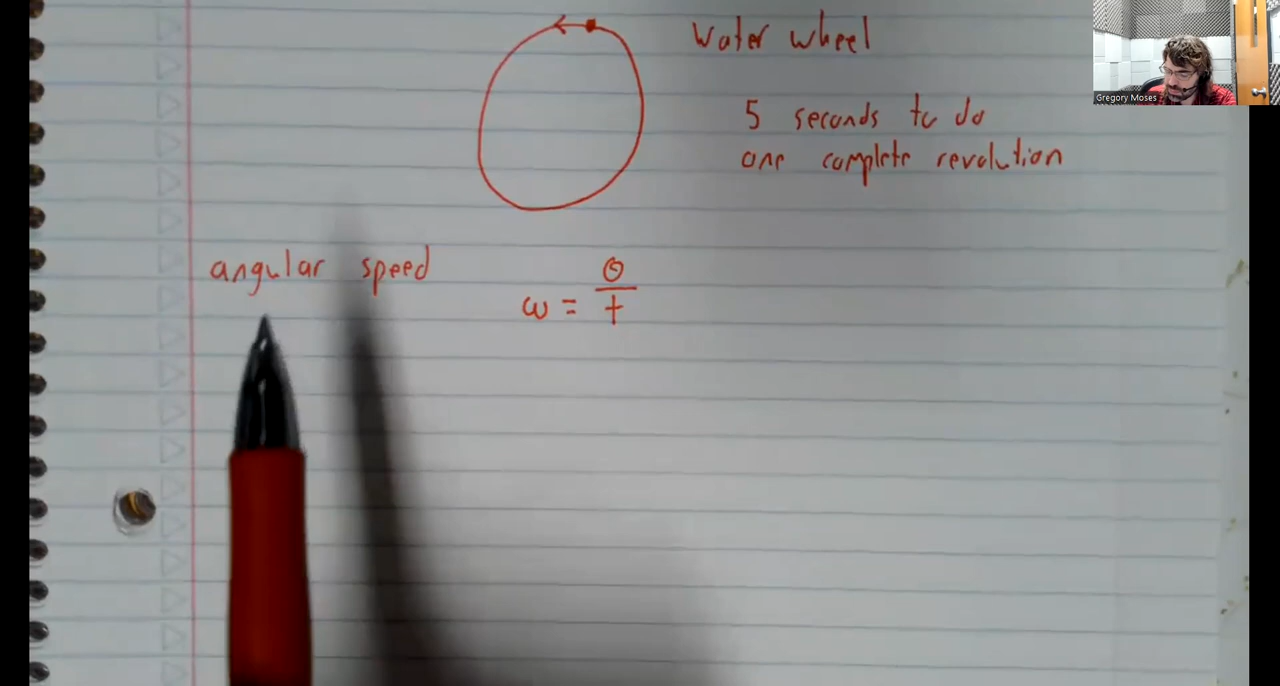 Water wheel
Gregory Moses
5 seconds to do
one complete revolution
angular speed
ω = θ/t